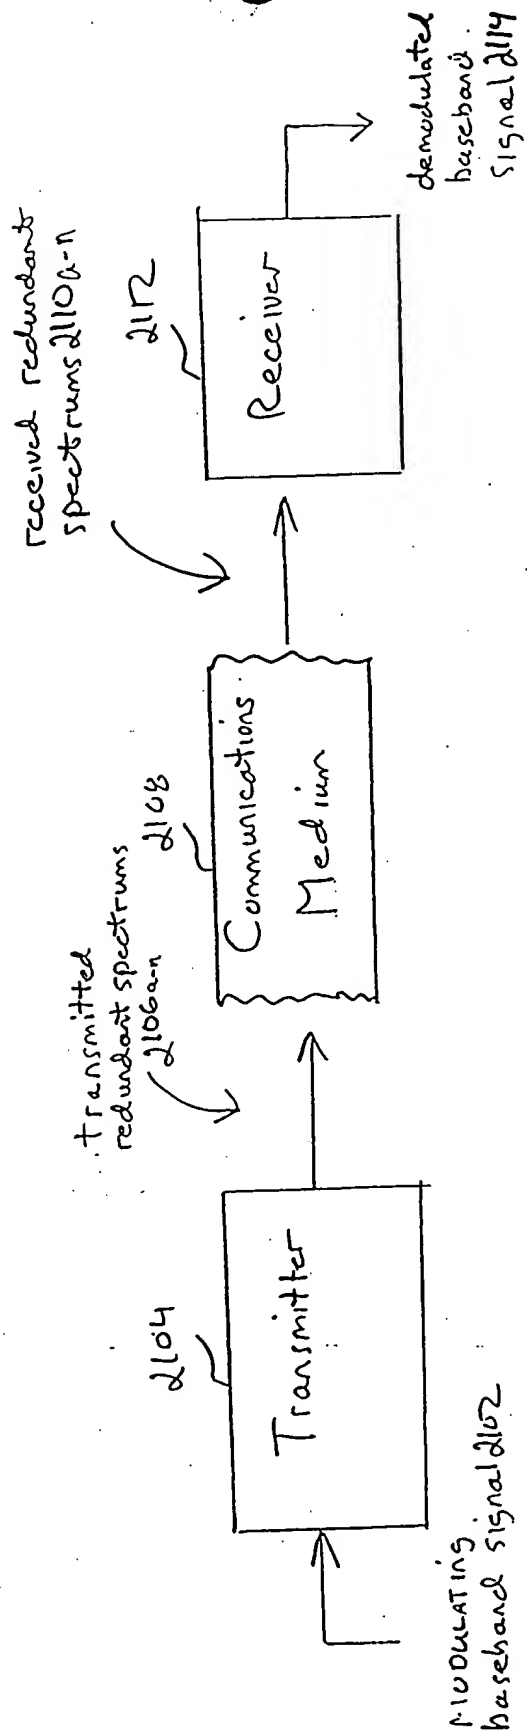 MODULATING
baseband signal 2102
2104
Transmitter
transmitted
redundant spectrums
2106a-n
2108
Communications
Medium
received redundant
spectrums 2110a-n
2112
Receiver
demodulated
baseband
signal 2114